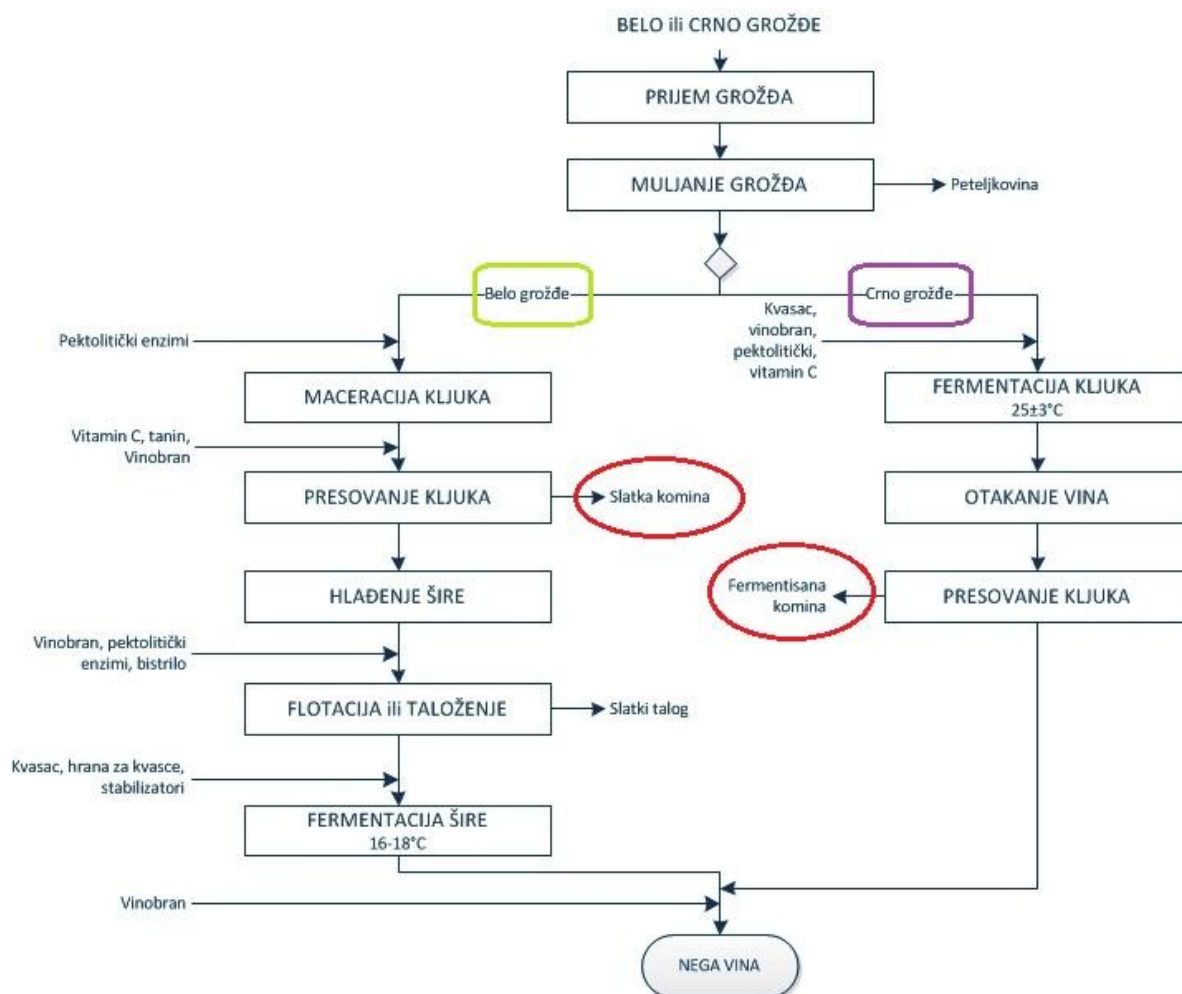 BELO ili CRNO GROŽĐE
PRIJEM GROŽĐA
MULJANJE GROŽĐA
Peteljkovina
Belo grožđe
Crno grožđe
Pektolitički enzimi
Kvasac,
vinobran,
pektolitički,
vitamin C
MACERACIJA KLJUKA
FERMENTACIJA KLJUKA
25±3°C
Vitamin C, tanin,
Vinobran
PRESOVANJE KLJUKA
Slatka komina
OTAKANJE VINA
HLAĐENJE ŠIRE
Fermentisana
komina
PRESOVANJE KLJUKA
Vinobran, pektolitički
enzimi, bistrilo
FLOTACIJA ili TALOŽENJE
Slatki talog
Kvasac, hrana za kvasce,
stabilizatori
FERMENTACIJA ŠIRE
16-18°C
Vinobran
NEGA VINA